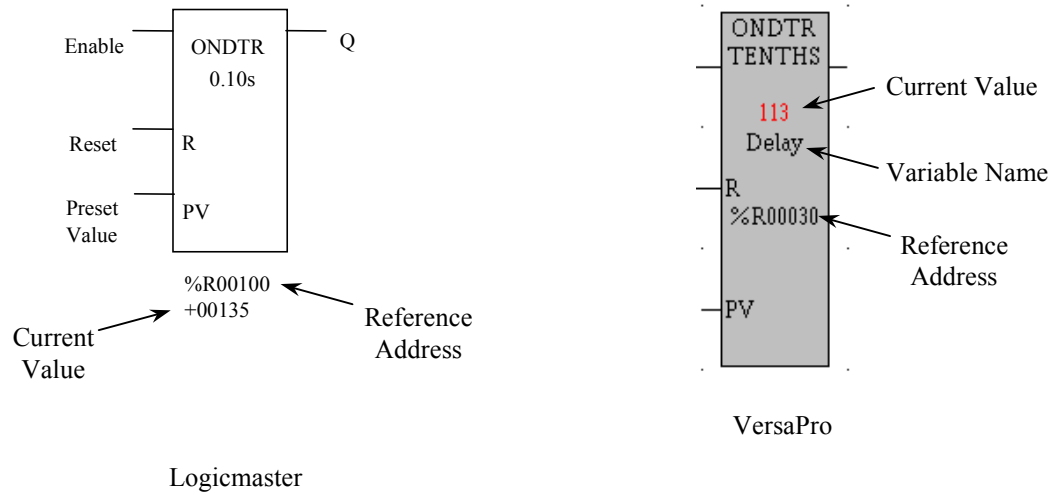 Enable
ONDTR
0.10s
Q
Reset
R
Preset
Value
PV
%R00100
+00135
Current
Value
Reference
Address
Logicmaster
ONDTR
TENTHS
113
Delay
R
%R00030
PV
Current Value
Variable Name
Reference
Address
VersaPro